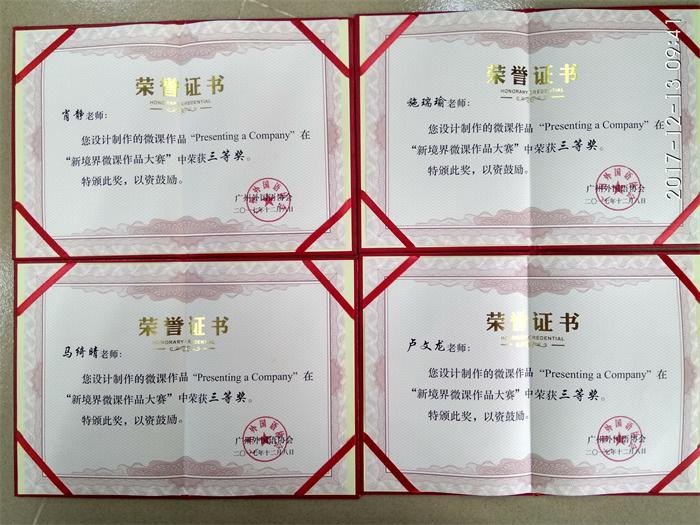 荣誉证书
HONORARY CREDENTIAL
肖静老师:
您设计制作的微课作品 “Presenting a Company” 在
“新境界微课作品大赛” 中荣获三等奖。
特颁此奖,以资鼓励。
广州外国语协会
二〇一七年十二月八日
荣誉证书
HONORARY CREDENTIAL
施瑞瑜老师:
您设计制作的微课作品 “Presenting a Company” 在
“新境界微课作品大赛” 中荣获三等奖。
特颁此奖,以资鼓励。
广州外国语协会
二〇一七年十二月八日
2017-12-13 09:41
荣誉证书
HONORARY CREDENTIAL
马绮晴老师:
您设计制作的微课作品 “Presenting a Company” 在
“新境界微课作品大赛” 中荣获三等奖。
特颁此奖,以资鼓励。
广州外国语协会
二〇一七年十二月八日
荣誉证书
HONORARY CREDENTIAL
卢文龙老师:
您设计制作的微课作品 “Presenting a Company” 在
“新境界微课作品大赛” 中荣获三等奖。
特颁此奖,以资鼓励。
广州外国语协会
二〇一七年十二月八日